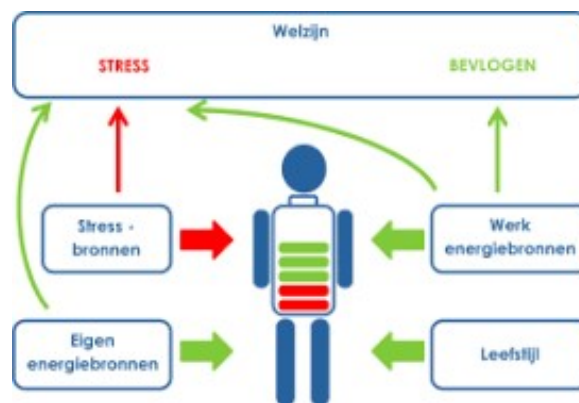 Welzijn
STRESS
BEVLOGEN
Stress -
bronnen
Werk
energiebronnen
Eigen
energiebronnen
Leefstijl